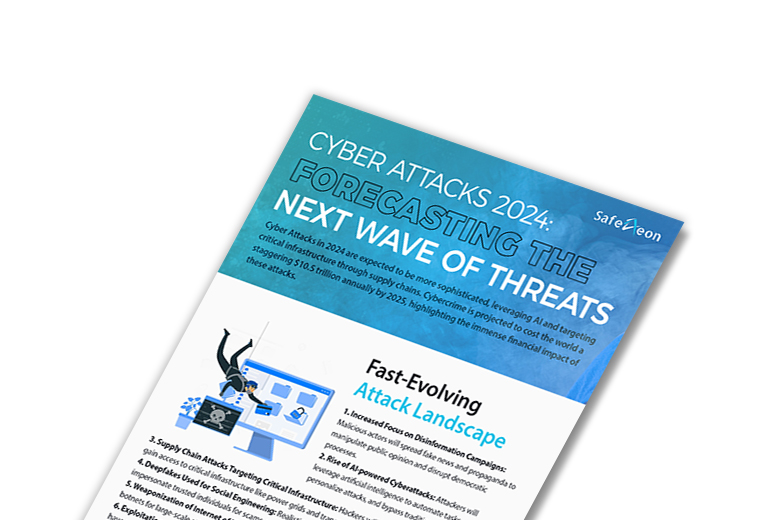 CYBER ATTACKS 2024:
SafeAeon
FORECASTING THE
NEXT WAVE OF THREATS
Cyber Attacks in 2024 are expected to be more sophisticated, leveraging AI and targeting
critical infrastructure through supply chains. Cybercrime is projected to cost the world a
staggering $10.5 trillion annually by 2025, highlighting the immense financial impact of
these attacks.
Fast-Evolving
Attack Landscape
1. Increased Focus on Disinformation Campaigns:
Malicious actors will spread fake news and propaganda to
manipulate public opinion and disrupt democratic
processes.
2. Rise of AI-powered Cyberattacks: Attackers will
leverage artificial intelligence to automate tasks,
personalize attacks, and bypass
3. Supply Chain Attacks Targeting Critical Infrastructure: Hackers
gain access to critical infrastructure like power grids and
4. Deepfakes Used for Social Engineering:
impersonate trusted individuals for
5. Weaponization of Internet of
botnets for large-scale
6.